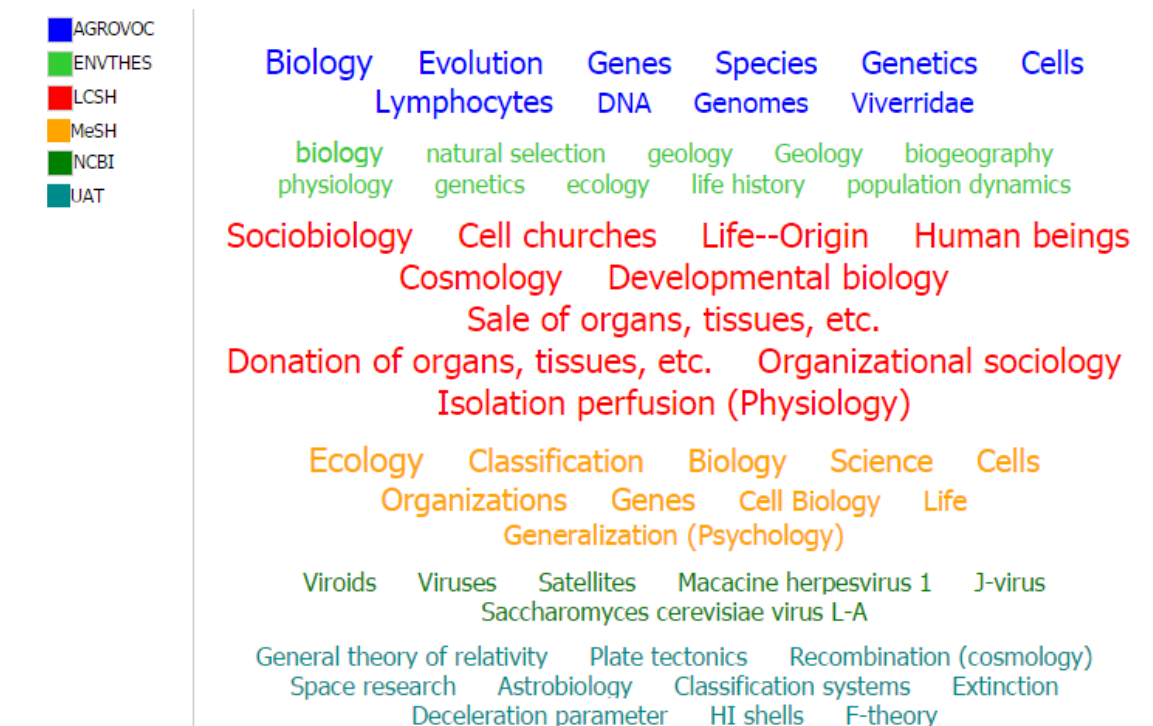 AGROVOC
ENVTHES
LCSH
MeSH
NCBI
UAT
Biology Evolution Genes Species Genetics Cells
Lymphocytes DNA Genomes Viverridae
biology natural selection geology Geology biogeography
physiology genetics ecology life history population dynamics
Sociobiology Cell churches Life--Origin Human beings
Cosmology Developmental biology
Sale of organs, tissues, etc.
Donation of organs, tissues, etc. Organizational sociology
Isolation perfusion (Physiology)
Ecology Classification Biology Science Cells
Organizations Genes Cell Biology Life
Generalization (Psychology)
Viroids Viruses Satellites Macacine herpesvirus 1 J-virus
Saccharomyces cerevisiae virus L-A
General theory of relativity Plate tectonics Recombination (cosmology)
Space research Astrobiology Classification systems Extinction
Deceleration parameter HI shells F-theory